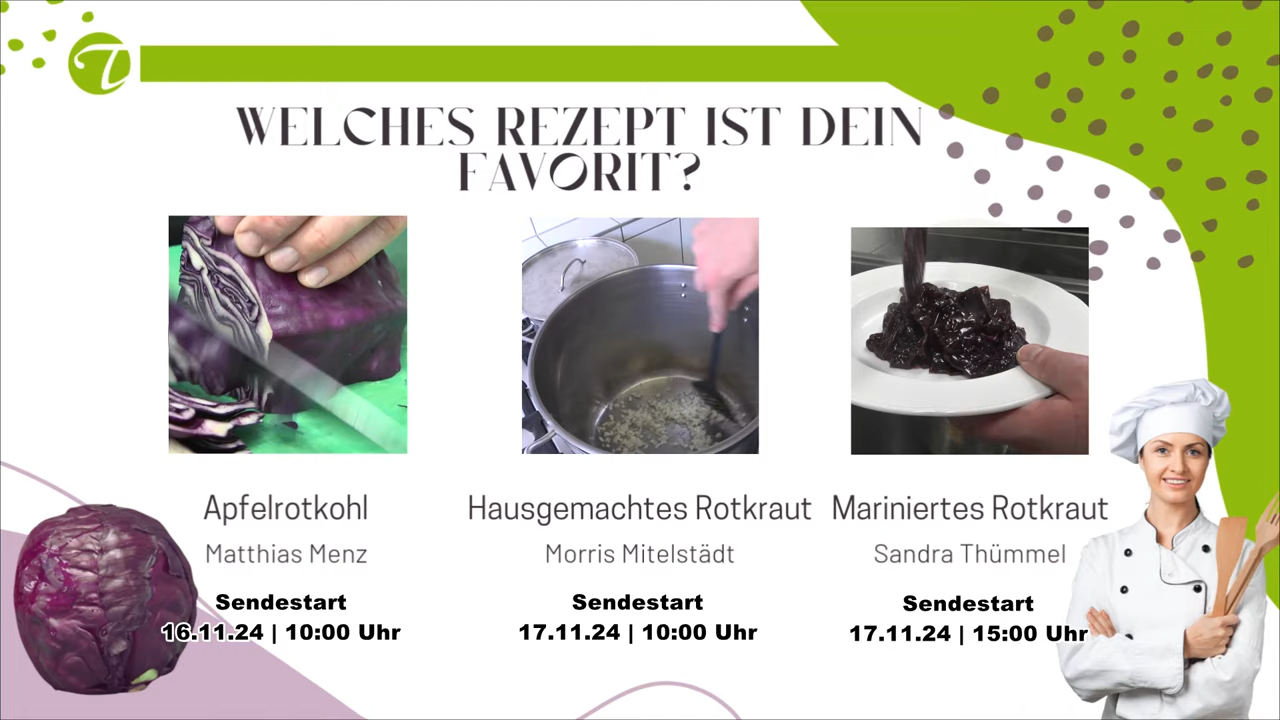 T
WELCHES REZEPT IST DEIN
FAVORIT?
Apfelrotkohl
Matthias Menz
Sendestart
16.11.24 | 10:00 Uhr
Hausgemachtes Rotkraut
Morris Mitelstädt
Sendestart
17.11.24 | 10:00 Uhr
Mariniertes Rotkraut
Sandra Thümmel
Sendestart
17.11.24 | 15:00 Uhr